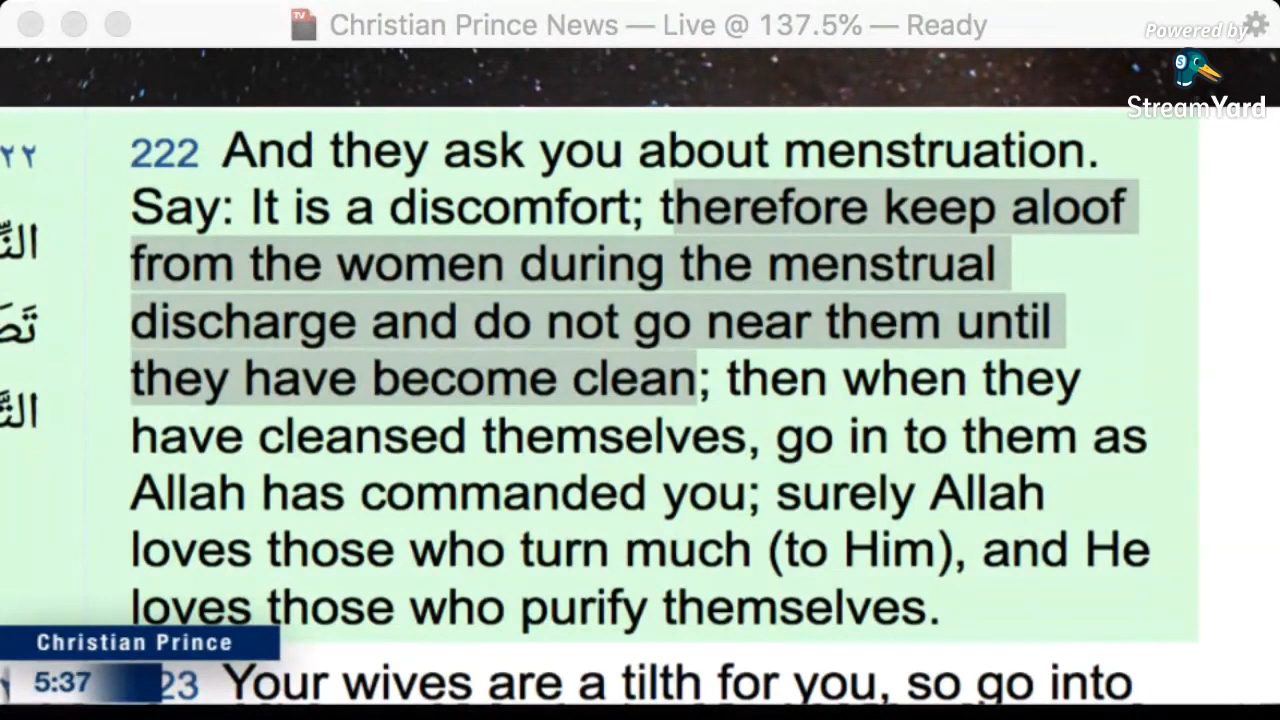 Christian Prince News — Live @ 137.5% — Ready
Powered by
StreamYard
٢٢
222 And they ask you about menstruation.
Say: It is a discomfort; therefore keep aloof
from the women during the menstrual
discharge and do not go near them until
they have become clean; then when they
have cleansed themselves, go in to them as
Allah has commanded you; surely Allah
loves those who turn much (to Him), and He
loves those who purify themselves.
Christian Prince
5:37
23 Your wives are a tilth for you, so go into